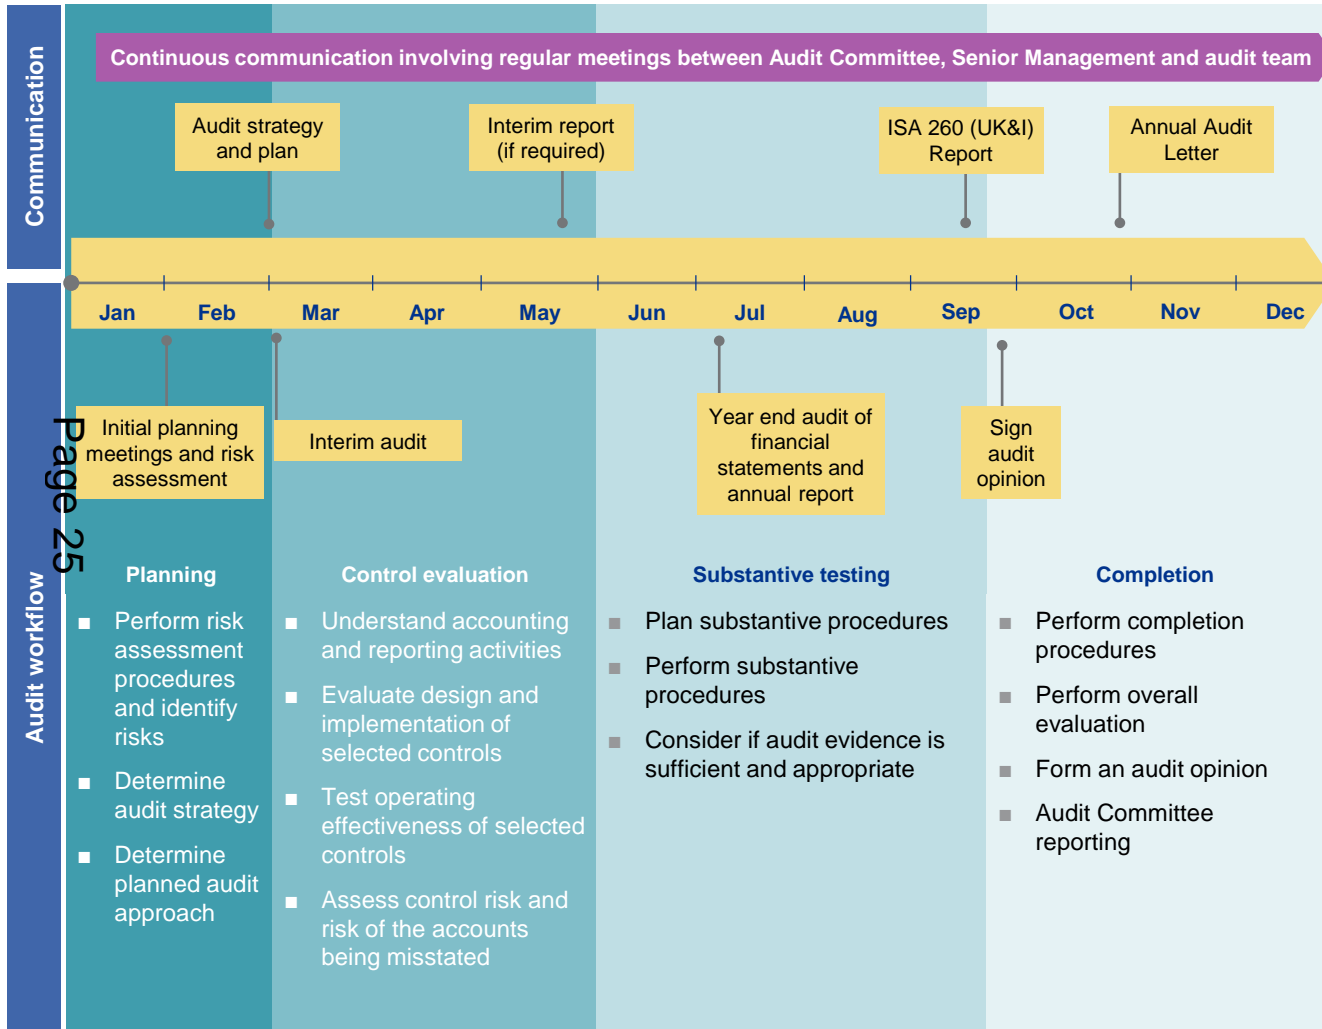 Communication
Continuous communication involving regular meetings between Audit Committee, Senior Management and audit team
Audit strategy
and plan
Interim report
(if required)
ISA 260 (UK&I)
Report
Annual Audit
Letter
Jan
Feb
Mar
Apr
May
Jun
Jul
Aug
Sep
Oct
Nov
Dec
Audit workflow
Page 25
Initial planning
meetings and risk
assessment
Interim audit
Year end audit of
financial
statements and
annual report
Sign
audit
opinion
Planning
■ Perform risk
assessment
procedures
and identify
risks
■ Determine
audit strategy
■ Determine
planned audit
approach
Control evaluation
■ Understand accounting
and reporting activities
■ Evaluate design and
implementation of
selected controls
■ Test operating
effectiveness of selected
controls
■ Assess control risk and
risk of the accounts
being misstated
Substantive testing
■ Plan substantive procedures
■ Perform substantive
procedures
■ Consider if audit evidence is
sufficient and appropriate
Completion
■ Perform completion
procedures
■ Perform overall
evaluation
■ Form an audit opinion
■ Audit Committee
reporting